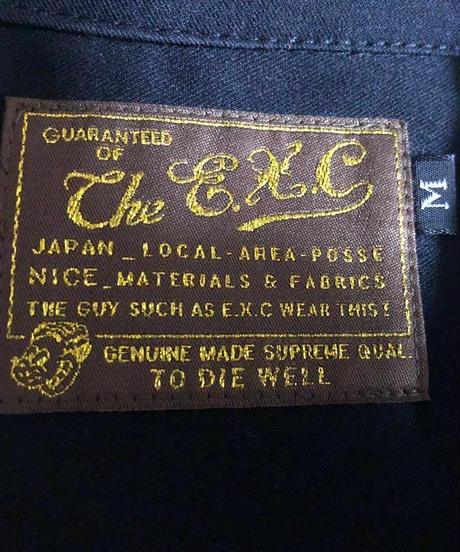 GUARANTEED
OF
The E.X.C
JAPAN_LOCAL-AREA-POSSE
NICE_MATERIALS & FABRICS
THE GUY SUCH AS E.X.C WEAR THIS!
GENUINE MADE SUPREME QUAL.
TO DIE WELL
M